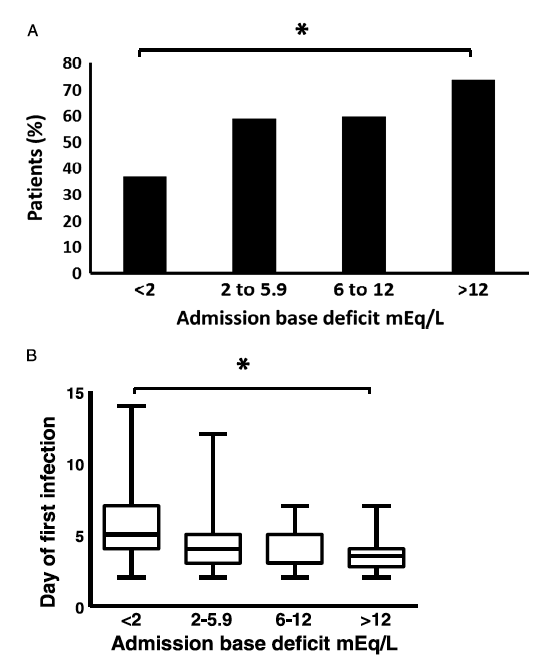 A
*
80
70
60
50
40
30
20
10
0
Patients (%)
<2 2 to 5.9 6 to 12 >12
Admission base deficit mEq/L
B
*
15
10
5
0
Day of first infection
<2 2-5.9 6-12 >12
Admission base deficit mEq/L